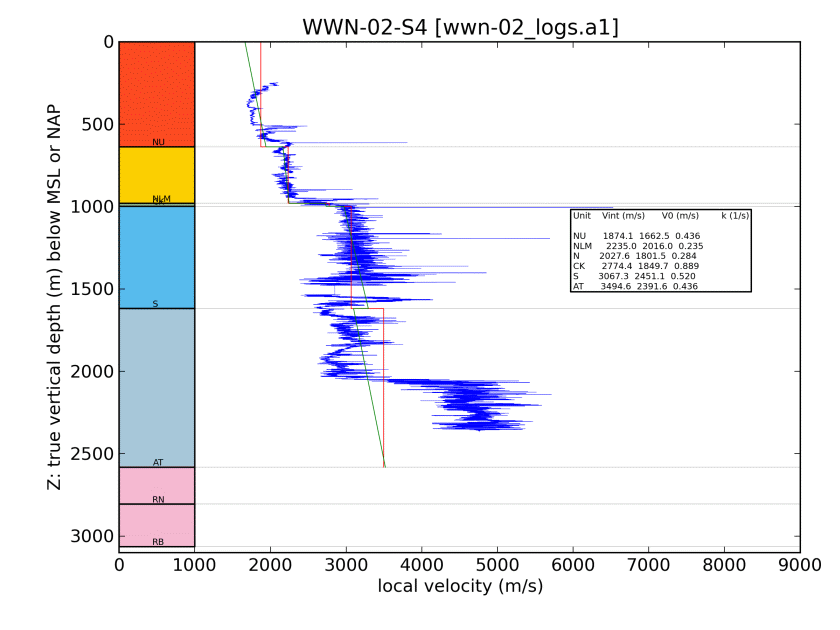 WWN-02-S4 [wwn-02_logs.a1]
0
500
1000
1500
2000
2500
3000
Z: true vertical depth (m) below MSL or NAP
NU
NLM
CK
S
AT
RN
RB
Unit Vint (m/s) V0 (m/s) k (1/s)
NU 1874.1 1662.5 0.436
NLM 2235.0 2016.0 0.235
N 2027.6 1801.5 0.284
CK 2774.4 1849.7 0.889
S 3067.3 2451.1 0.520
AT 3494.6 2391.6 0.436
0 1000 2000 3000 4000 5000 6000 7000 8000 9000
local velocity (m/s)